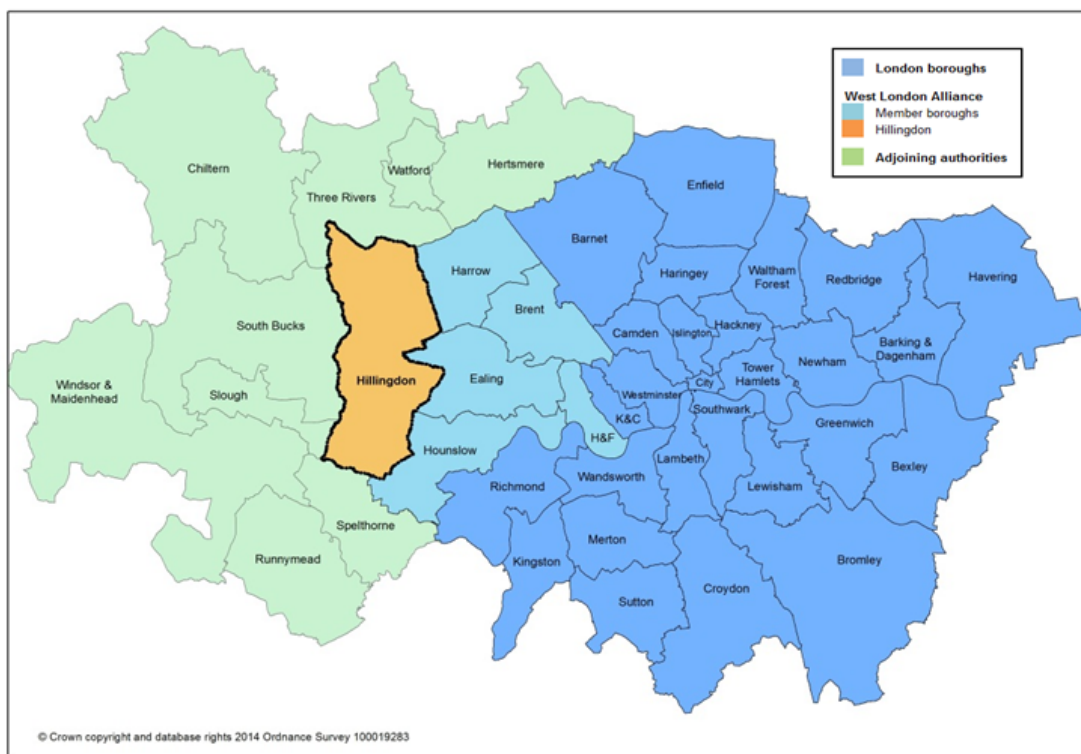 London boroughs
West London Alliance
Member boroughs
Hillingdon
Adjoining authorities
Chiltern
Three Rivers
Watford
Hertsmere
Enfield
Barnet
Harrow
Haringey
Waltham
Forest
Redbridge
Havering
Brent
South Bucks
Camden
Islington
Hackney
Barking &
Dagenham
Windsor &
Maidenhead
Slough
Hillingdon
Ealing
Westminster
City
Tower
Hamlets
Newham
K&C
Southwark
Greenwich
H&F
Hounslow
Lambeth
Bexley
Richmond
Wandsworth
Lewisham
Spelthorne
Runnymead
Merton
Kingston
Bromley
Sutton
Croydon
© Crown copyright and database rights 2014 Ordnance Survey 100019283